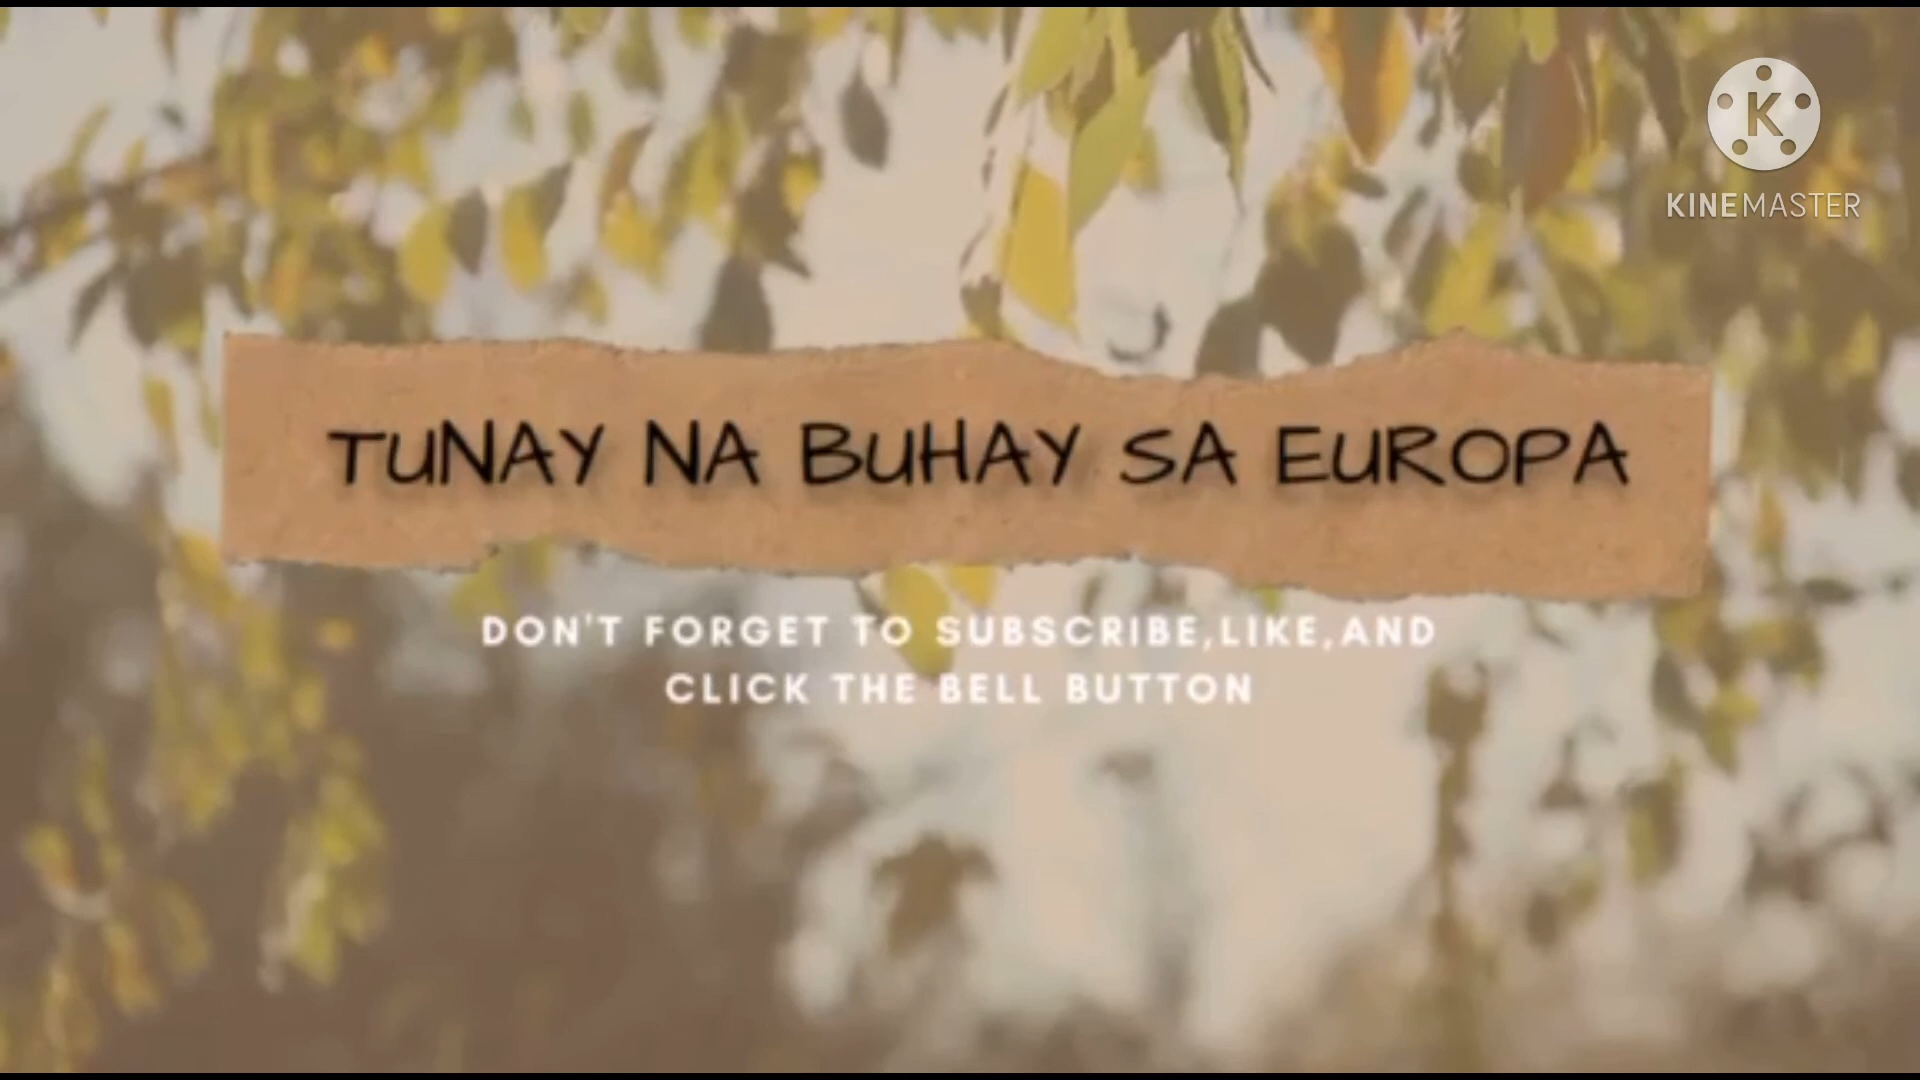 K
KINEMASTER
TUNAY NA BUHAY SA EUROPA
DON'T FORGET TO SUBSCRIBE,LIKE,AND
CLICK THE BELL BUTTON